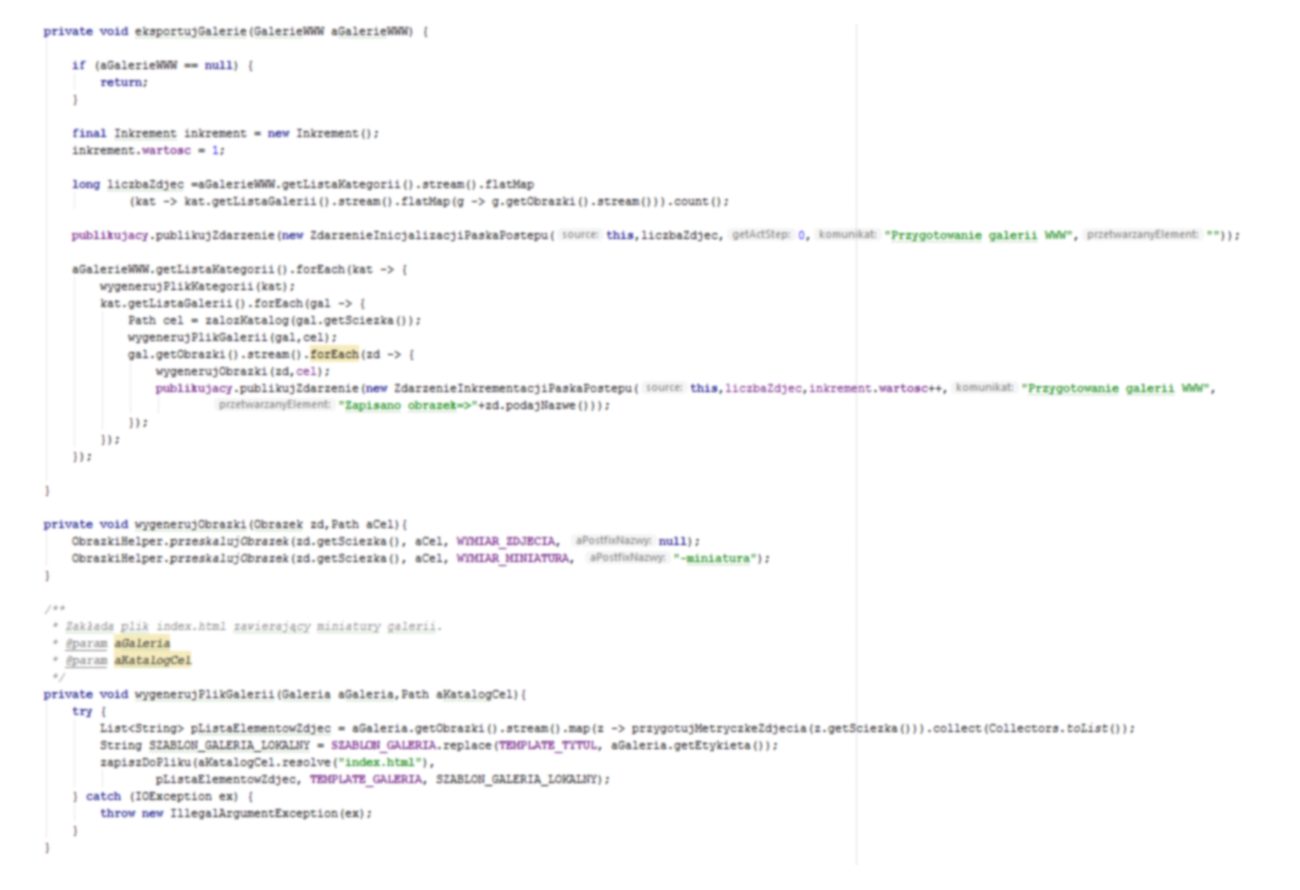 private void eksportujGalerie(GalerieWWW aGalerieWWW) {
if (aGalerieWWW == null) {
return;
}
final Inkrement inkrement = new Inkrement();
inkrement.wartosc = 1;
long liczbaZdjec =aGalerieWWW.getListaKategorii().stream().flatMap
(kat -> kat.getListaGalerii().stream().flatMap(g -> g.getObrazki().stream())).count();
publikujacy.publikujZdarzenie(new ZdarzenieInicjalizacjiPaskaPostepu( source: this,liczbaZdjec, getActStep: 0, komunikat: "Przygotowanie galerii WWW", przetwarzanyElement: ""));
aGalerieWWW.getListaKategorii().forEach(kat -> {
wygenerujPlikKategorii(kat);
kat.getListaGalerii().forEach(gal -> {
Path cel = zalozKatalog(gal.getSciezka());
wygenerujPlikGalerii(gal,cel);
gal.getObrazki().stream().forEach(zd -> {
wygenerujObrazki(zd,cel);
publikujacy.publikujZdarzenie(new ZdarzenieInkrementacjiPaskaPostepu( source: this,liczbaZdjec,inkrement.wartosc++, komunikat: "Przygotowanie galerii WWW",
przetwarzanyElement: "Zapisano obrazek=>"+zd.podajNazwe()));
});
});
});
}
private void wygenerujObrazki(Obrazek zd,Path aCel){
ObrazkiHelper.przeskalujObrazek(zd.getSciezka(), aCel, WYMIAR_ZDJECIA, aPostfixNazwy: null);
ObrazkiHelper.przeskalujObrazek(zd.getSciezka(), aCel, WYMIAR_MINIATURA, aPostfixNazwy: "-miniatura");
}
/**
* Zakłada plik index.html zawierający miniatury galerii.
* @param aGaleria
* @param aKatalogCel
*/
private void wygenerujPlikGalerii(Galeria aGaleria,Path aKatalogCel){
try {
List<String> pListaElementowZdjec = aGaleria.getObrazki().stream().map(z -> przygotujMetryczkeZdjecia(z.getSciezka())).collect(Collectors.toList());
String SZABLON_GALERIA_LOKALNY = SZABLON_GALERIA.replace(TEMPLATE_TYTUL, aGaleria.getEtykieta());
zapiszDoPliku(aKatalogCel.resolve("index.html"),
pListaElementowZdjec, TEMPLATE_GALERIA, SZABLON_GALERIA_LOKALNY);
} catch (IOException ex) {
throw new IllegalArgumentException(ex);
}
}